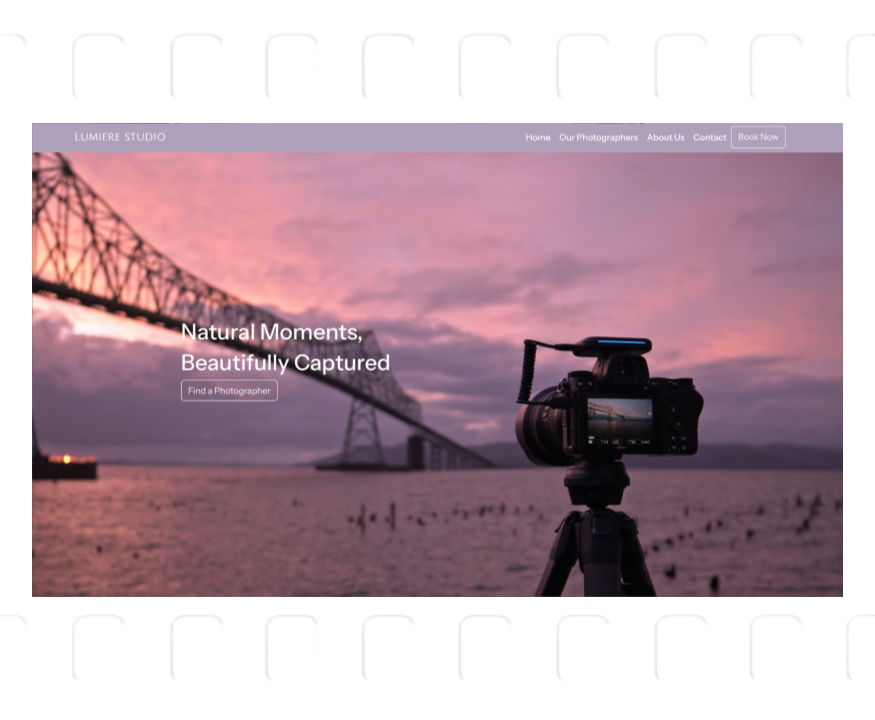 LUMIERE STUDIO
Home Our Photographers About Us Contact Book Now
Natural Moments,
Beautifully Captured
Find a Photographer